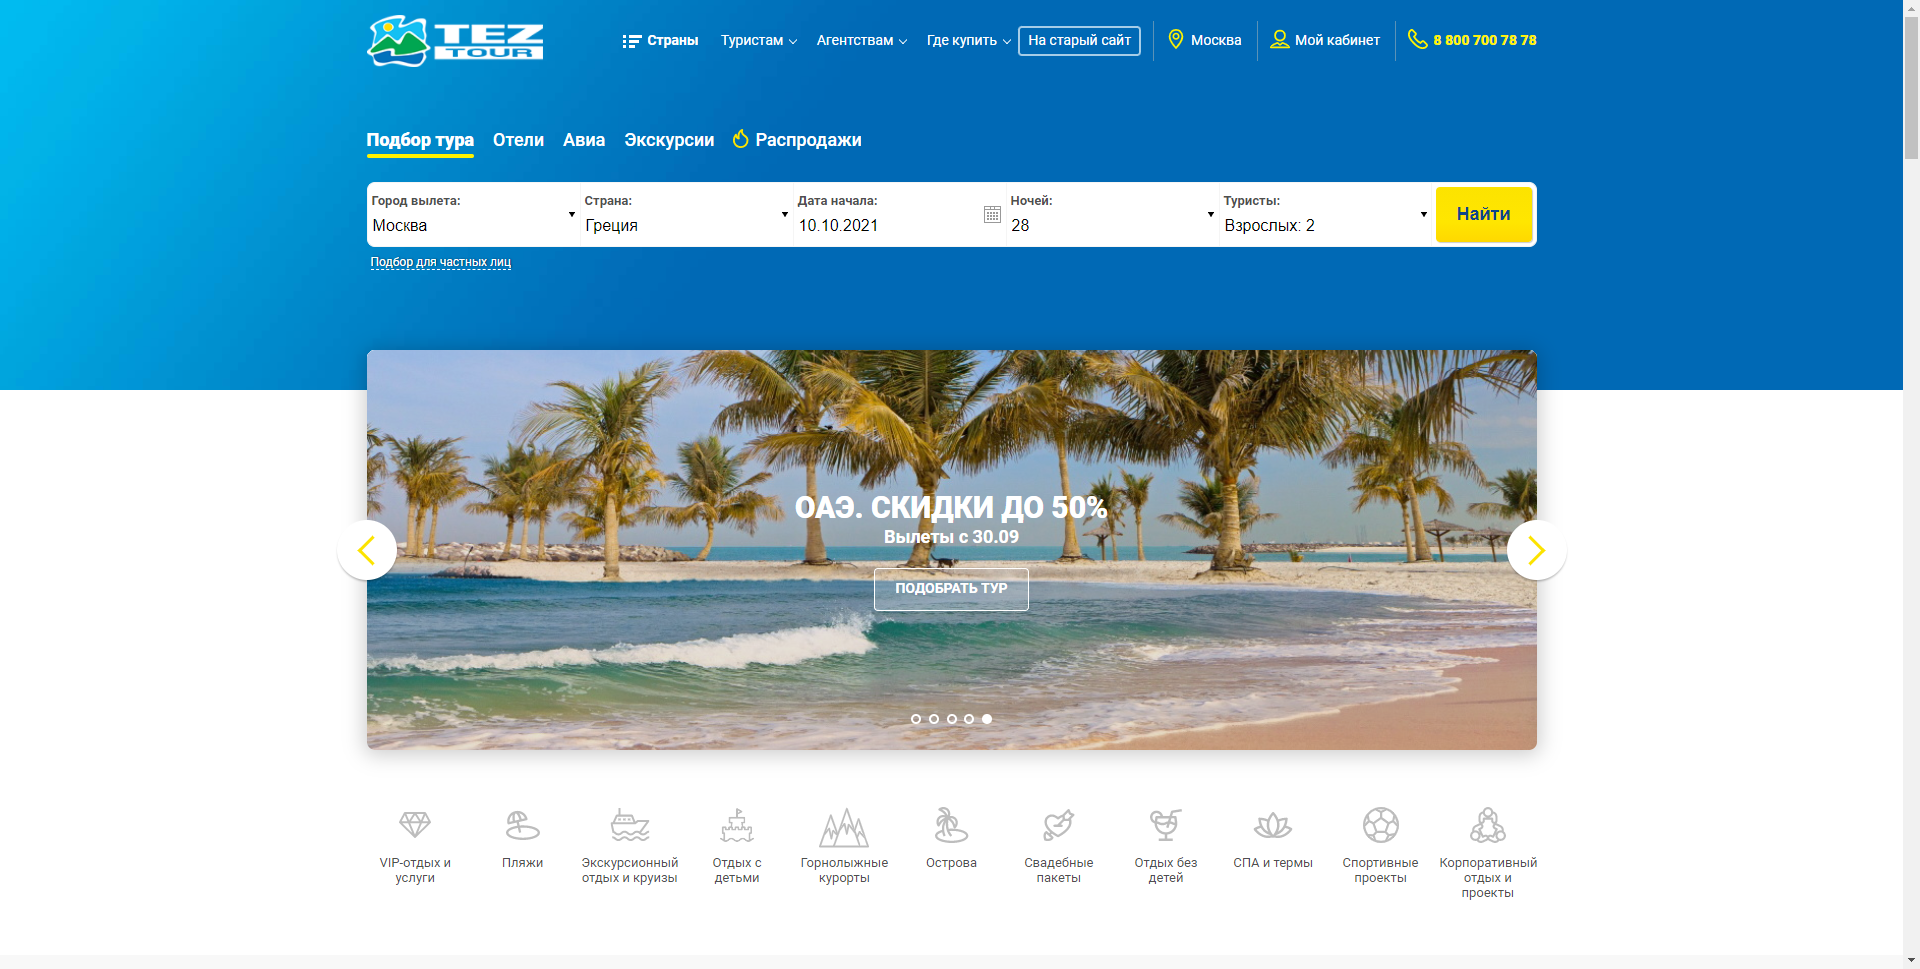 TEZ TOUR
Страны Туристам Агентствам Где купить На старый сайт Москва Мой кабинет 8 800 700 78 78
Подбор тура Отели Авиа Экскурсии Распродажи
Город вылета: Страна: Дата начала: Ночей: Туристы:
Москва Греция 10.10.2021 28 Взрослых: 2 Найти
Подбор для частных лиц
ОАЭ. СКИДКИ ДО 50%
Вылеты с 30.09
ПОДОБРАТЬ ТУР
VIP-отдых и услуги
Пляжи
Экскурсионный отдых и круизы
Отдых с детьми
Горнолыжные курорты
Острова
Свадебные пакеты
Отдых без детей
СПА и термы
Спортивные проекты
Корпоративный отдых и проекты